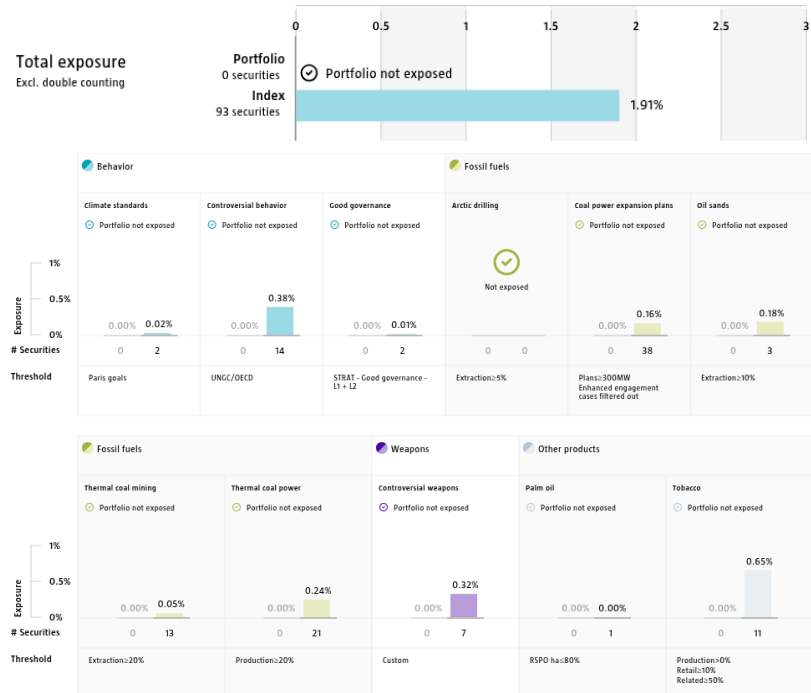 0 0.5 1 1.5 2 2.5 3
Total exposure
Excl. double counting
Portfolio
0 securities
Portfolio not exposed
Index
93 securities
1.91%
Behavior
Fossil fuels
Climate standards Controversial behavior Good governance Arctic drilling Coal power expansion plans Oil sands
Portfolio not exposed Portfolio not exposed Portfolio not exposed Portfolio not exposed Portfolio not exposed
Not exposed
Exposure
1%
0.5%
0%
0.00% 0.02% 0.00% 0.38% 0.00% 0.01% 0.00% 0.16% 0.00% 0.18%
# Securities 0 2 0 14 0 2 0 0 0 38 0 3
Threshold
Paris goals
UNGC/OECD
STRAT - Good governance -
L1 + L2
Extraction≥5%
Plans≥300MW
Enhanced engagement
cases filtered out
Extraction≥10%
Fossil fuels
Weapons
Other products
Thermal coal mining Thermal coal power Controversial weapons Palm oil Tobacco
Portfolio not exposed Portfolio not exposed Portfolio not exposed Portfolio not exposed Portfolio not exposed
Exposure
1%
0.5%
0%
0.00% 0.05% 0.00% 0.24% 0.00% 0.32% 0.00% 0.00% 0.00% 0.65%
# Securities 0 13 0 21 0 7 0 1 0 11
Threshold
Extraction≥20%
Production≥20%
Custom
RSPO ha≤80%
Production>0%
Retail≥10%
Related≥50%